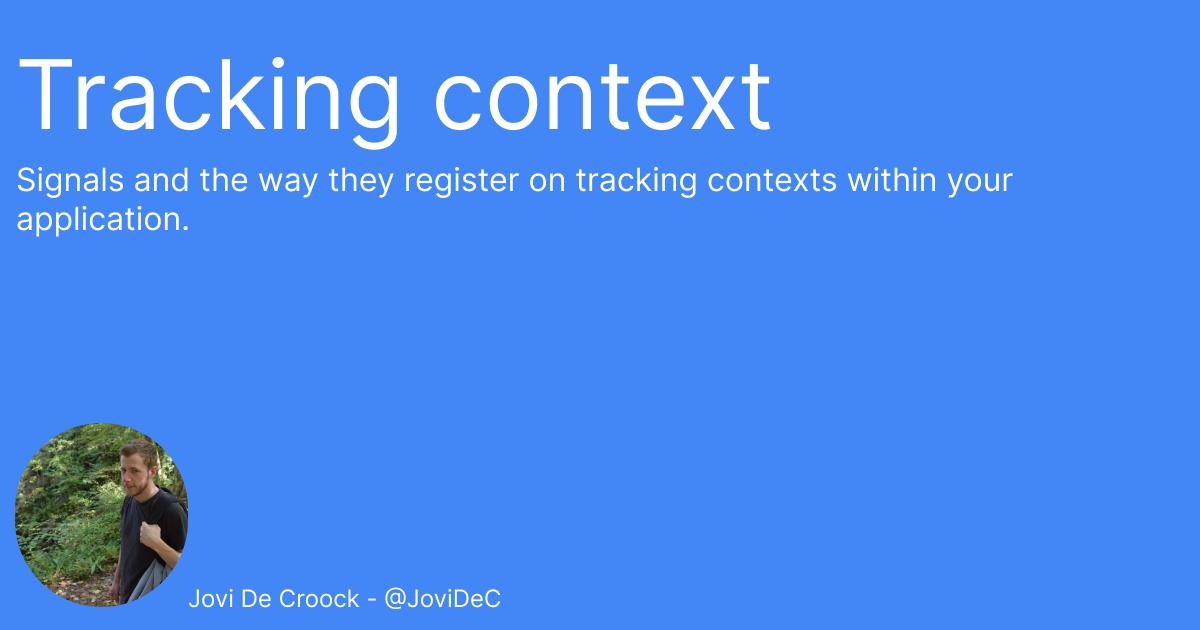 Tracking context
Signals and the way they register on tracking contexts within your
application.
Jovi De Croock - @JoviDeC